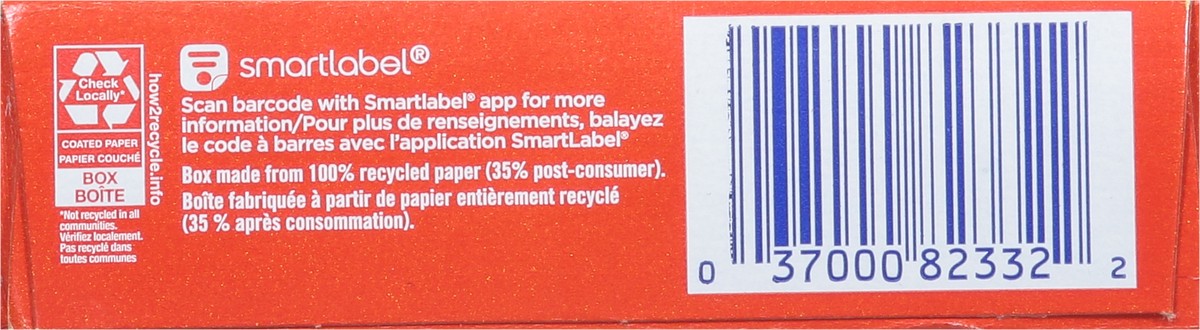 Check
Locally*
COATED PAPER
PAPIER COUCHÉ
BOX
BOÎTE
*Not recycled in all
communities.
Vérifiez localement.
Pas recyclé dans
toutes communes
how2recycle.info
smartlabel®
Scan barcode with Smartlabel® app for more
information/Pour plus de renseignements, balayez
le code à barres avec l'application SmartLabel®
Box made from 100% recycled paper (35% post-consumer).
Boîte fabriquée à partir de papier entièrement recyclé
(35 % après consommation).
0 37000 82332 2